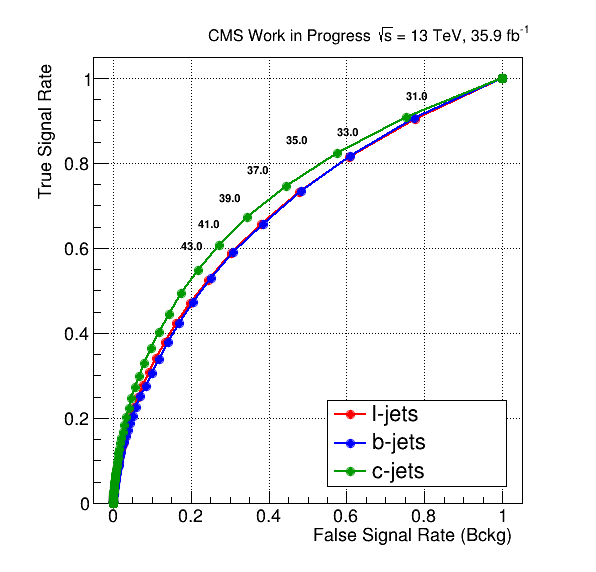 CMS Work in Progress √s = 13 TeV, 35.9 fb⁻¹
True Signal Rate
1
0.8
0.6
0.4
0.2
0
31.0
33.0
35.0
37.0
39.0
41.0
43.0
l-jets
b-jets
c-jets
0 0.2 0.4 0.6 0.8 1
False Signal Rate (Bckg)